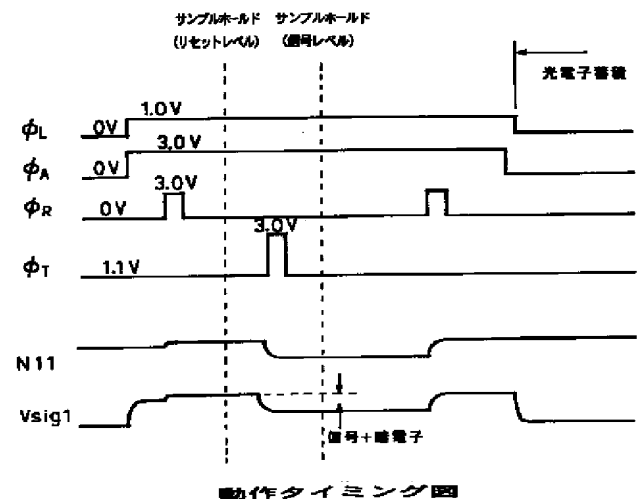 サンプルホールド サンプルホールド
(リセットレベル) (信号レベル)
光電子蓄積
1.0V
φL 0V
3.0V
φA 0V
3.0V
φR 0V
3.0V
φT 1.1V
N11
Vsig1
信号+暗電子
動作タイミング図